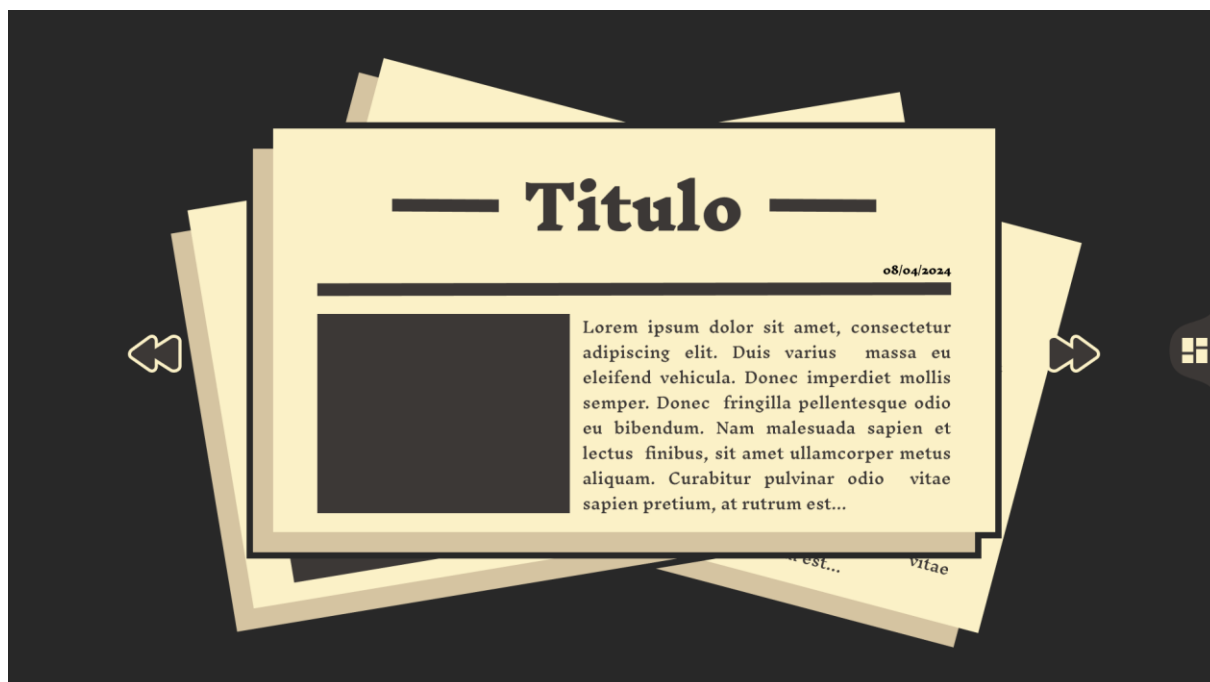 Titulo
08/04/2024
Lorem ipsum dolor sit amet, consectetur
adipiscing elit. Duis varius massa eu
eleifend vehicula. Donec imperdiet mollis
semper. Donec fringilla pellentesque odio
eu bibendum. Nam malesuada sapien et
lectus finibus, sit amet ullamcorper metus
aliquam. Curabitur pulvinar odio vitae
sapien pretium, at rutrum est...
est... vitae